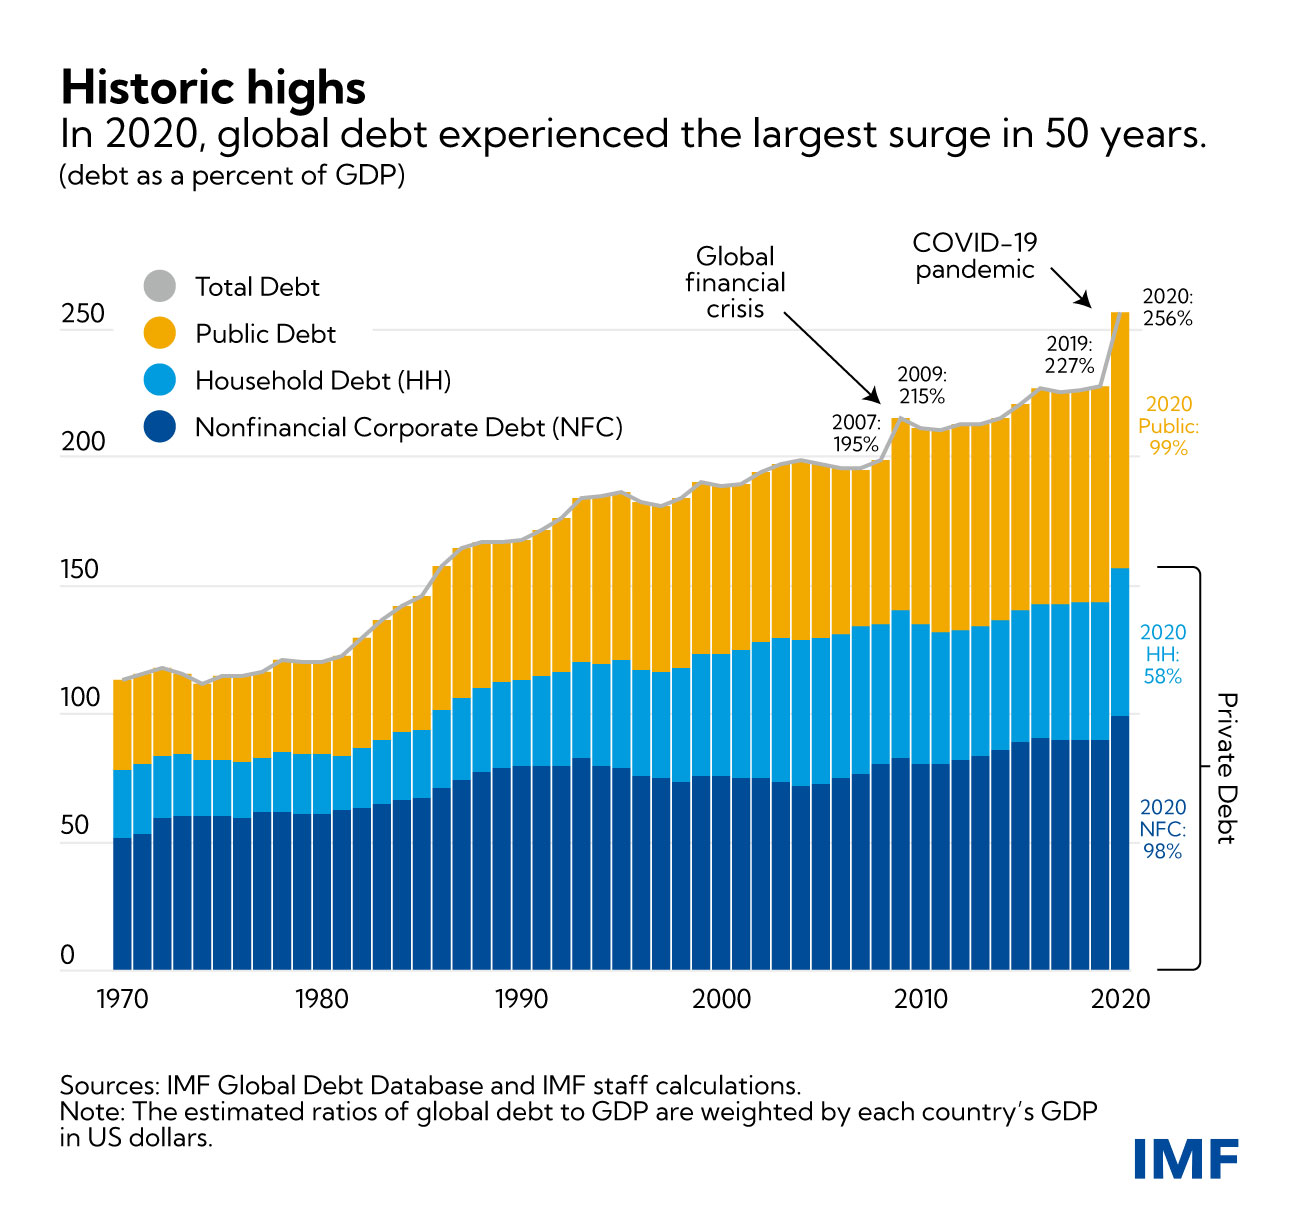 Historic highs
In 2020, global debt experienced the largest surge in 50 years.
(debt as a percent of GDP)
Total Debt
Public Debt
Household Debt (HH)
Nonfinancial Corporate Debt (NFC)
Global
financial
crisis
COVID-19
pandemic
2007:
195%
2009:
215%
2019:
227%
2020:
256%
2020
Public:
99%
2020
HH:
58%
2020
NFC:
98%
Private Debt
250
200
150
100
50
0
1970
1980
1990
2000
2010
2020
Sources: IMF Global Debt Database and IMF staff calculations.
Note: The estimated ratios of global debt to GDP are weighted by each country's GDP
in US dollars.
IMF